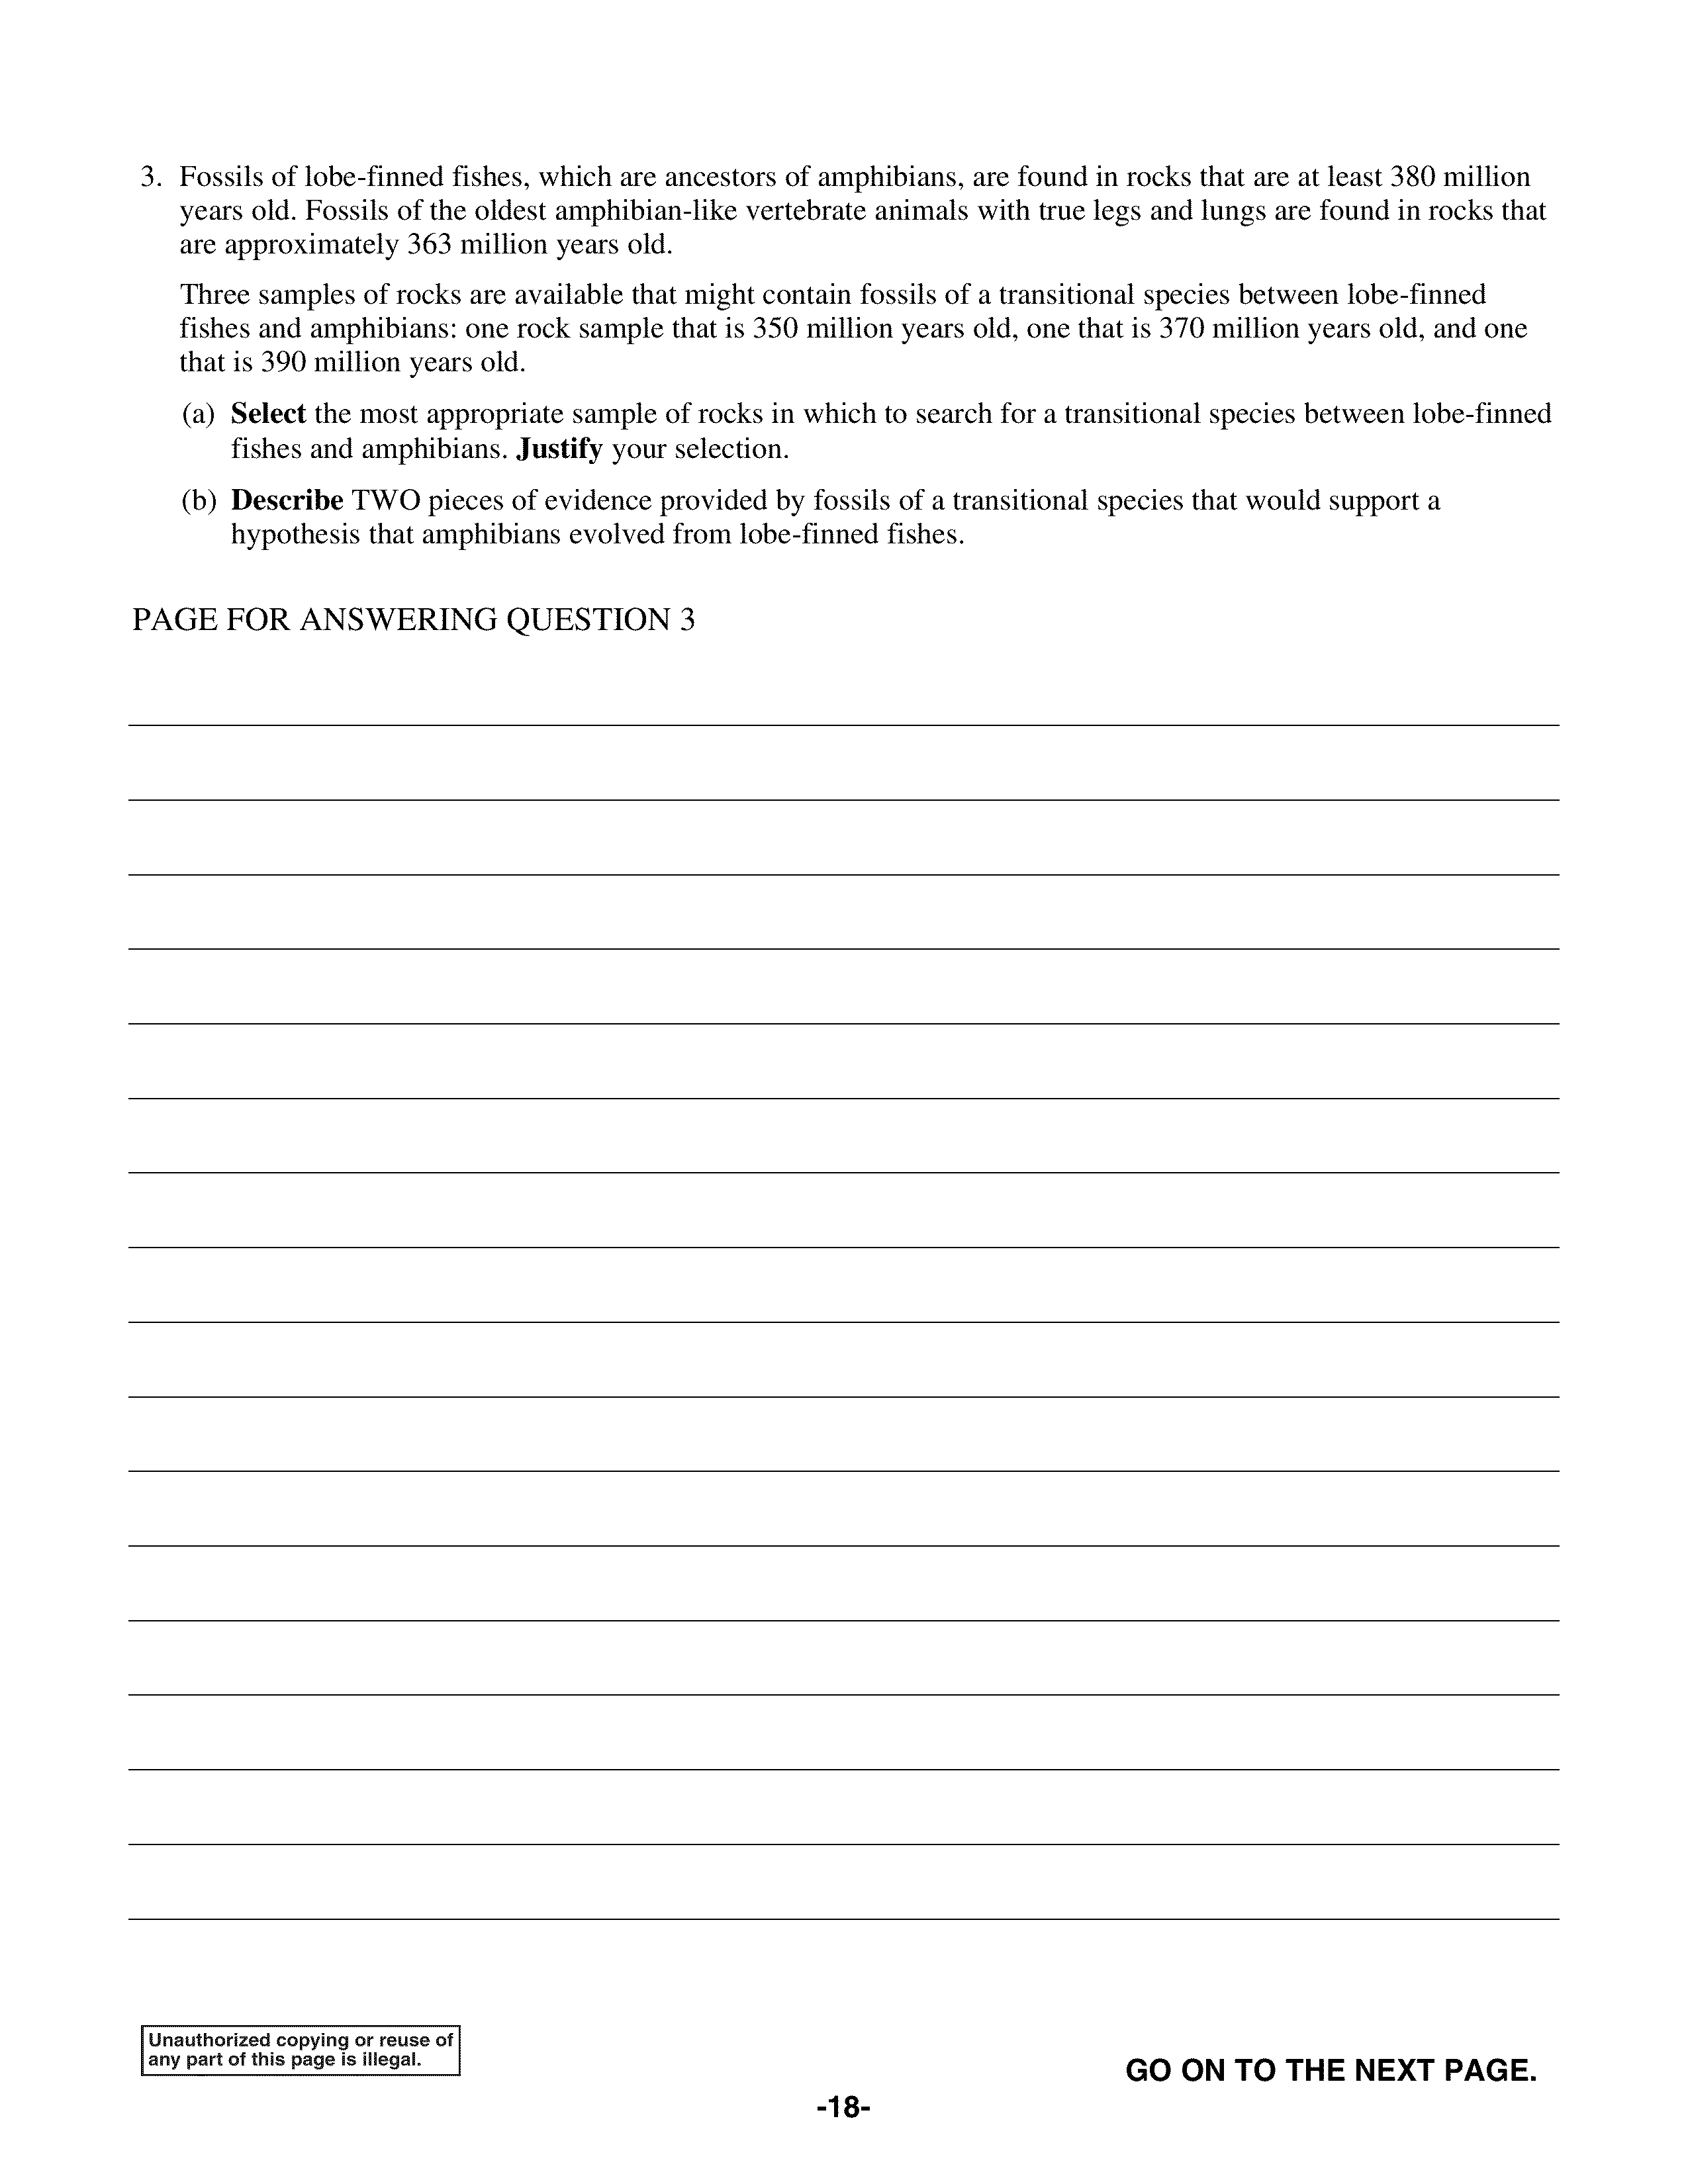 3. Fossils of lobe-finned fishes, which are ancestors of amphibians, are found in rocks that are at least 380 million
years old. Fossils of the oldest amphibian-like vertebrate animals with true legs and lungs are found in rocks that
are approximately 363 million years old.
Three samples of rocks are available that might contain fossils of a transitional species between lobe-finned
fishes and amphibians: one rock sample that is 350 million years old, one that is 370 million years old, and one
that is 390 million years old.
(a) Select the most appropriate sample of rocks in which to search for a transitional species between lobe-finned
fishes and amphibians. Justify your selection.
(b) Describe TWO pieces of evidence provided by fossils of a transitional species that would support a
hypothesis that amphibians evolved from lobe-finned fishes.
PAGE FOR ANSWERING QUESTION 3
Unauthorized copying or reuse of
any part of this page is illegal.
GO ON TO THE NEXT PAGE.
-18-